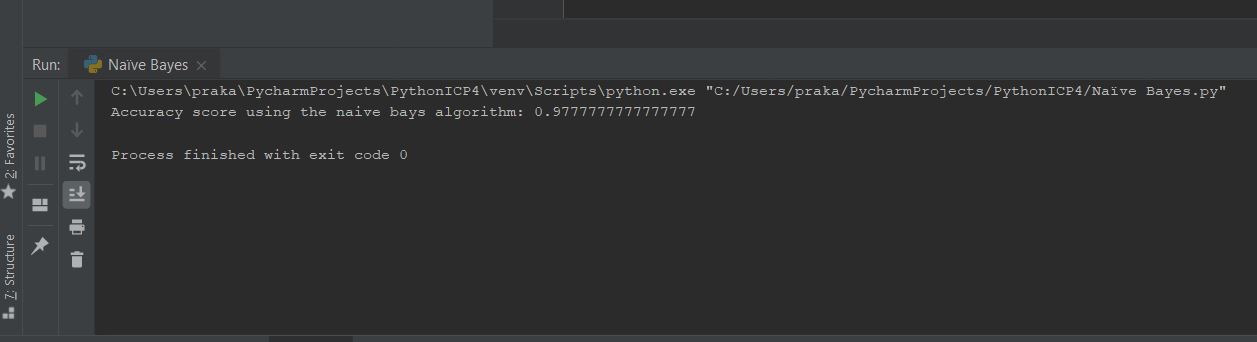 Run: Naïve Bayes
C:\Users\praka\PycharmProjects\PythonICP4\venv\Scripts\python.exe "C:/Users/praka/PycharmProjects/PythonICP4/Naïve Bayes.py"
Accuracy score using the naive bays algorithm: 0.9777777777777777
Process finished with exit code 0
2: Favorites
7: Structure